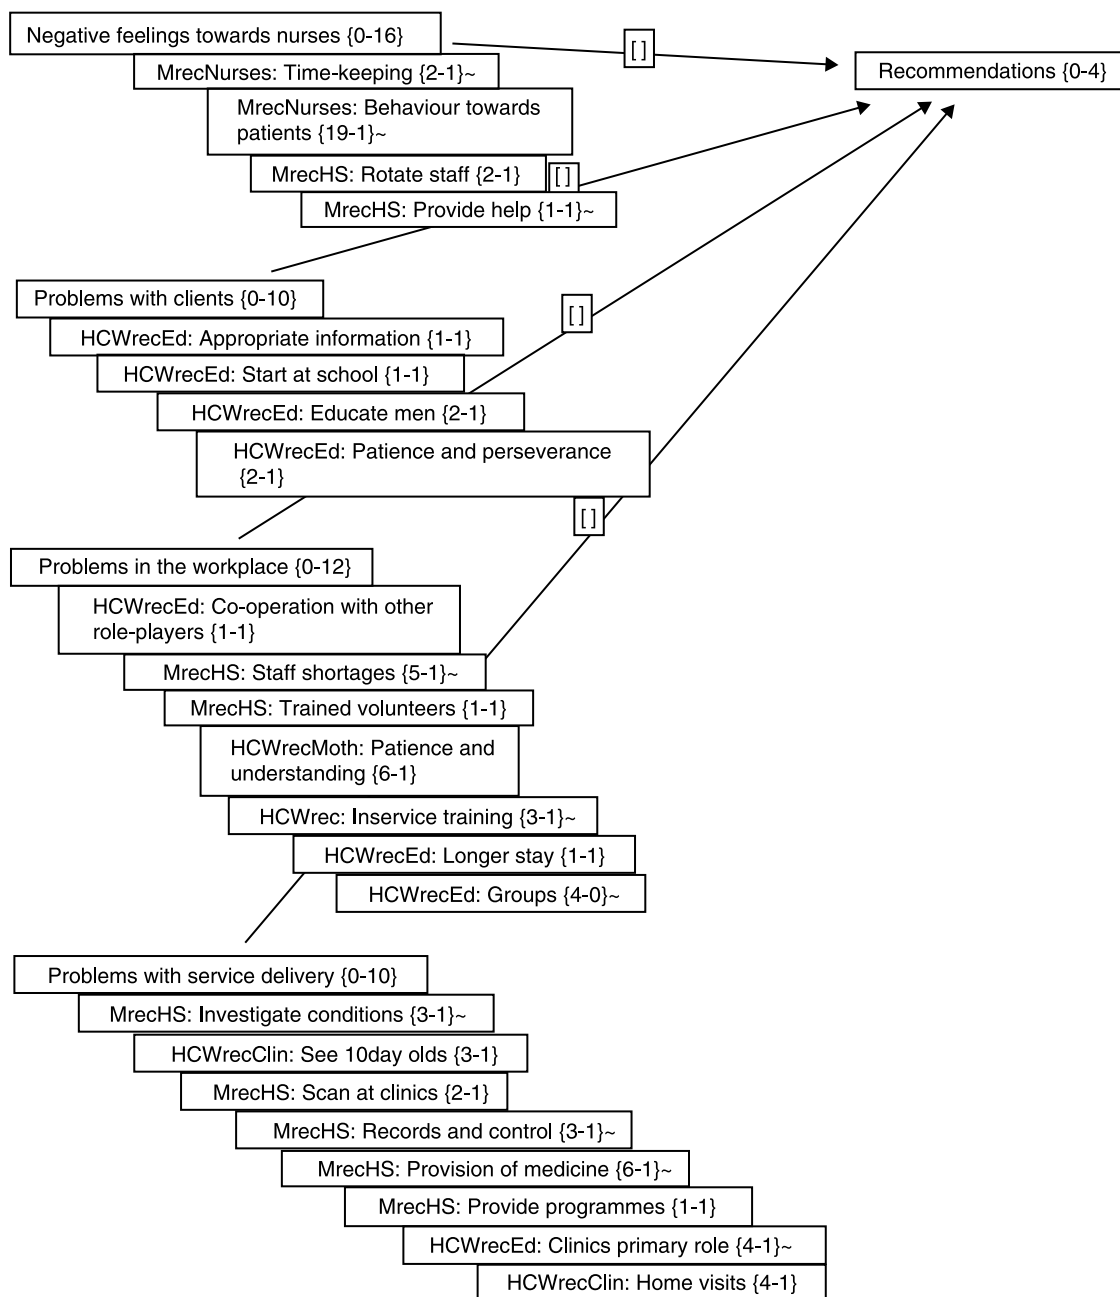 Negative feelings towards nurses {0-16}
[ ]
Recommendations {0-4}
MrecNurses: Time-keeping {2-1}~
MrecNurses: Behaviour towards
patients {19-1}~
MrecHS: Rotate staff {2-1}
[ ]
MrecHS: Provide help {1-1}~
Problems with clients {0-10}
[ ]
HCWrecEd: Appropriate information {1-1}
HCWrecEd: Start at school {1-1}
HCWrecEd: Educate men {2-1}
HCWrecEd: Patience and perseverance
{2-1}
[ ]
Problems in the workplace {0-12}
HCWrecEd: Co-operation with other
role-players {1-1}
MrecHS: Staff shortages {5-1}~
MrecHS: Trained volunteers {1-1}
HCWrecMoth: Patience and
understanding {6-1}
HCWrec: Inservice training {3-1}~
HCWrecEd: Longer stay {1-1}
HCWrecEd: Groups {4-0}~
Problems with service delivery {0-10}
MrecHS: Investigate conditions {3-1}~
HCWrecClin: See 10day olds {3-1}
MrecHS: Scan at clinics {2-1}
MrecHS: Records and control {3-1}~
MrecHS: Provision of medicine {6-1}~
MrecHS: Provide programmes {1-1}
HCWrecEd: Clinics primary role {4-1}~
HCWrecClin: Home visits {4-1}